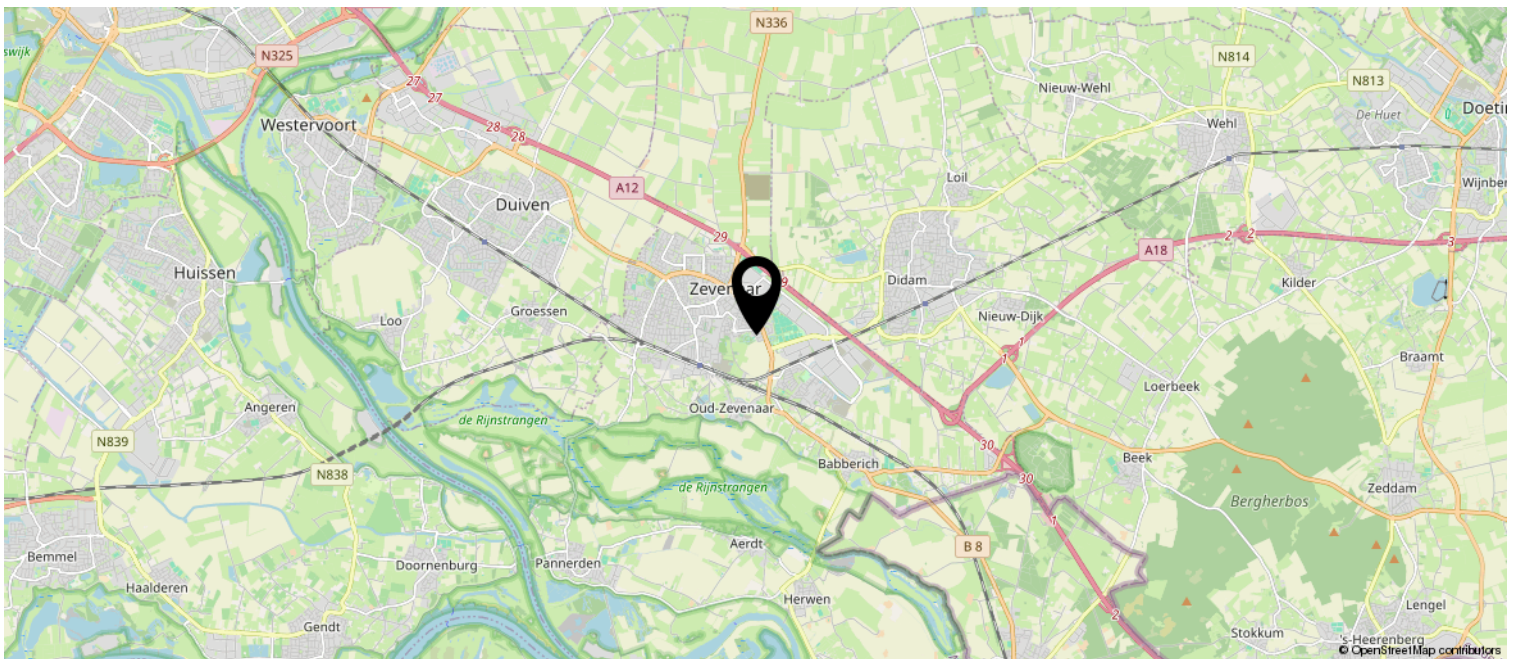 N336
swijk
N325
N814
Nieuw-Wehl
N813
27
27
Doetin
De Huet
Westervoort
28
28
Wehl
A12
Loil
Wijnber
Duiven
29
2
2
3
A18
Huissen
Didam
Kilder
9
Zevenaar
Groessen
Nieuw-Dijk
Loo
1
1
Braamt
Loerbeek
Angeren
Oud-Zevenaar
de Rijnstrangen
N839
30
Babberich
Beek
N838
30
de Rijnstrangen
Zeddam
Bergherbos
1
Aerdt
B 8
Bemmel
Doornenburg
Pannerden
Haalderen
Herwen
Lengel
2
Gendt
Stokkum
's-Heerenberg
© OpenStreetMap contributors